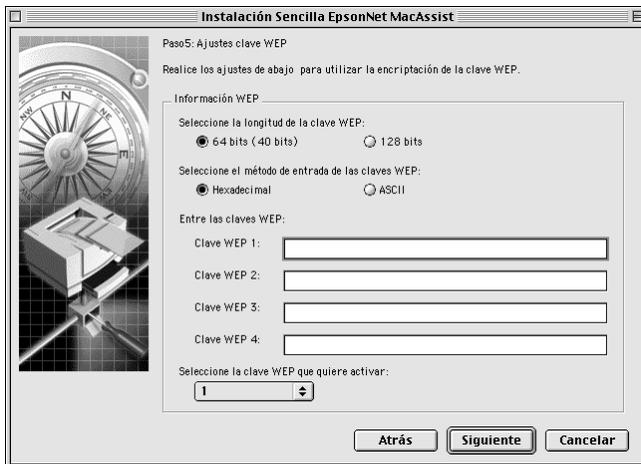 Instalación Sencilla EpsonNet MacAssist
Paso5: Ajustes clave WEP
Realice los ajustes de abajo para utilizar la encriptación de la clave WEP.
Información WEP
Seleccione la longitud de la clave WEP:
64 bits (40 bits) 128 bits
Seleccione el método de entrada de las claves WEP:
Hexadecimal ASCII
Entre las claves WEP:
Clave WEP 1:
Clave WEP 2:
Clave WEP 3:
Clave WEP 4:
Seleccione la clave WEP que quiere activar:
1
Atrás Siguiente Cancelar
N
NE
E
NW
W
SW